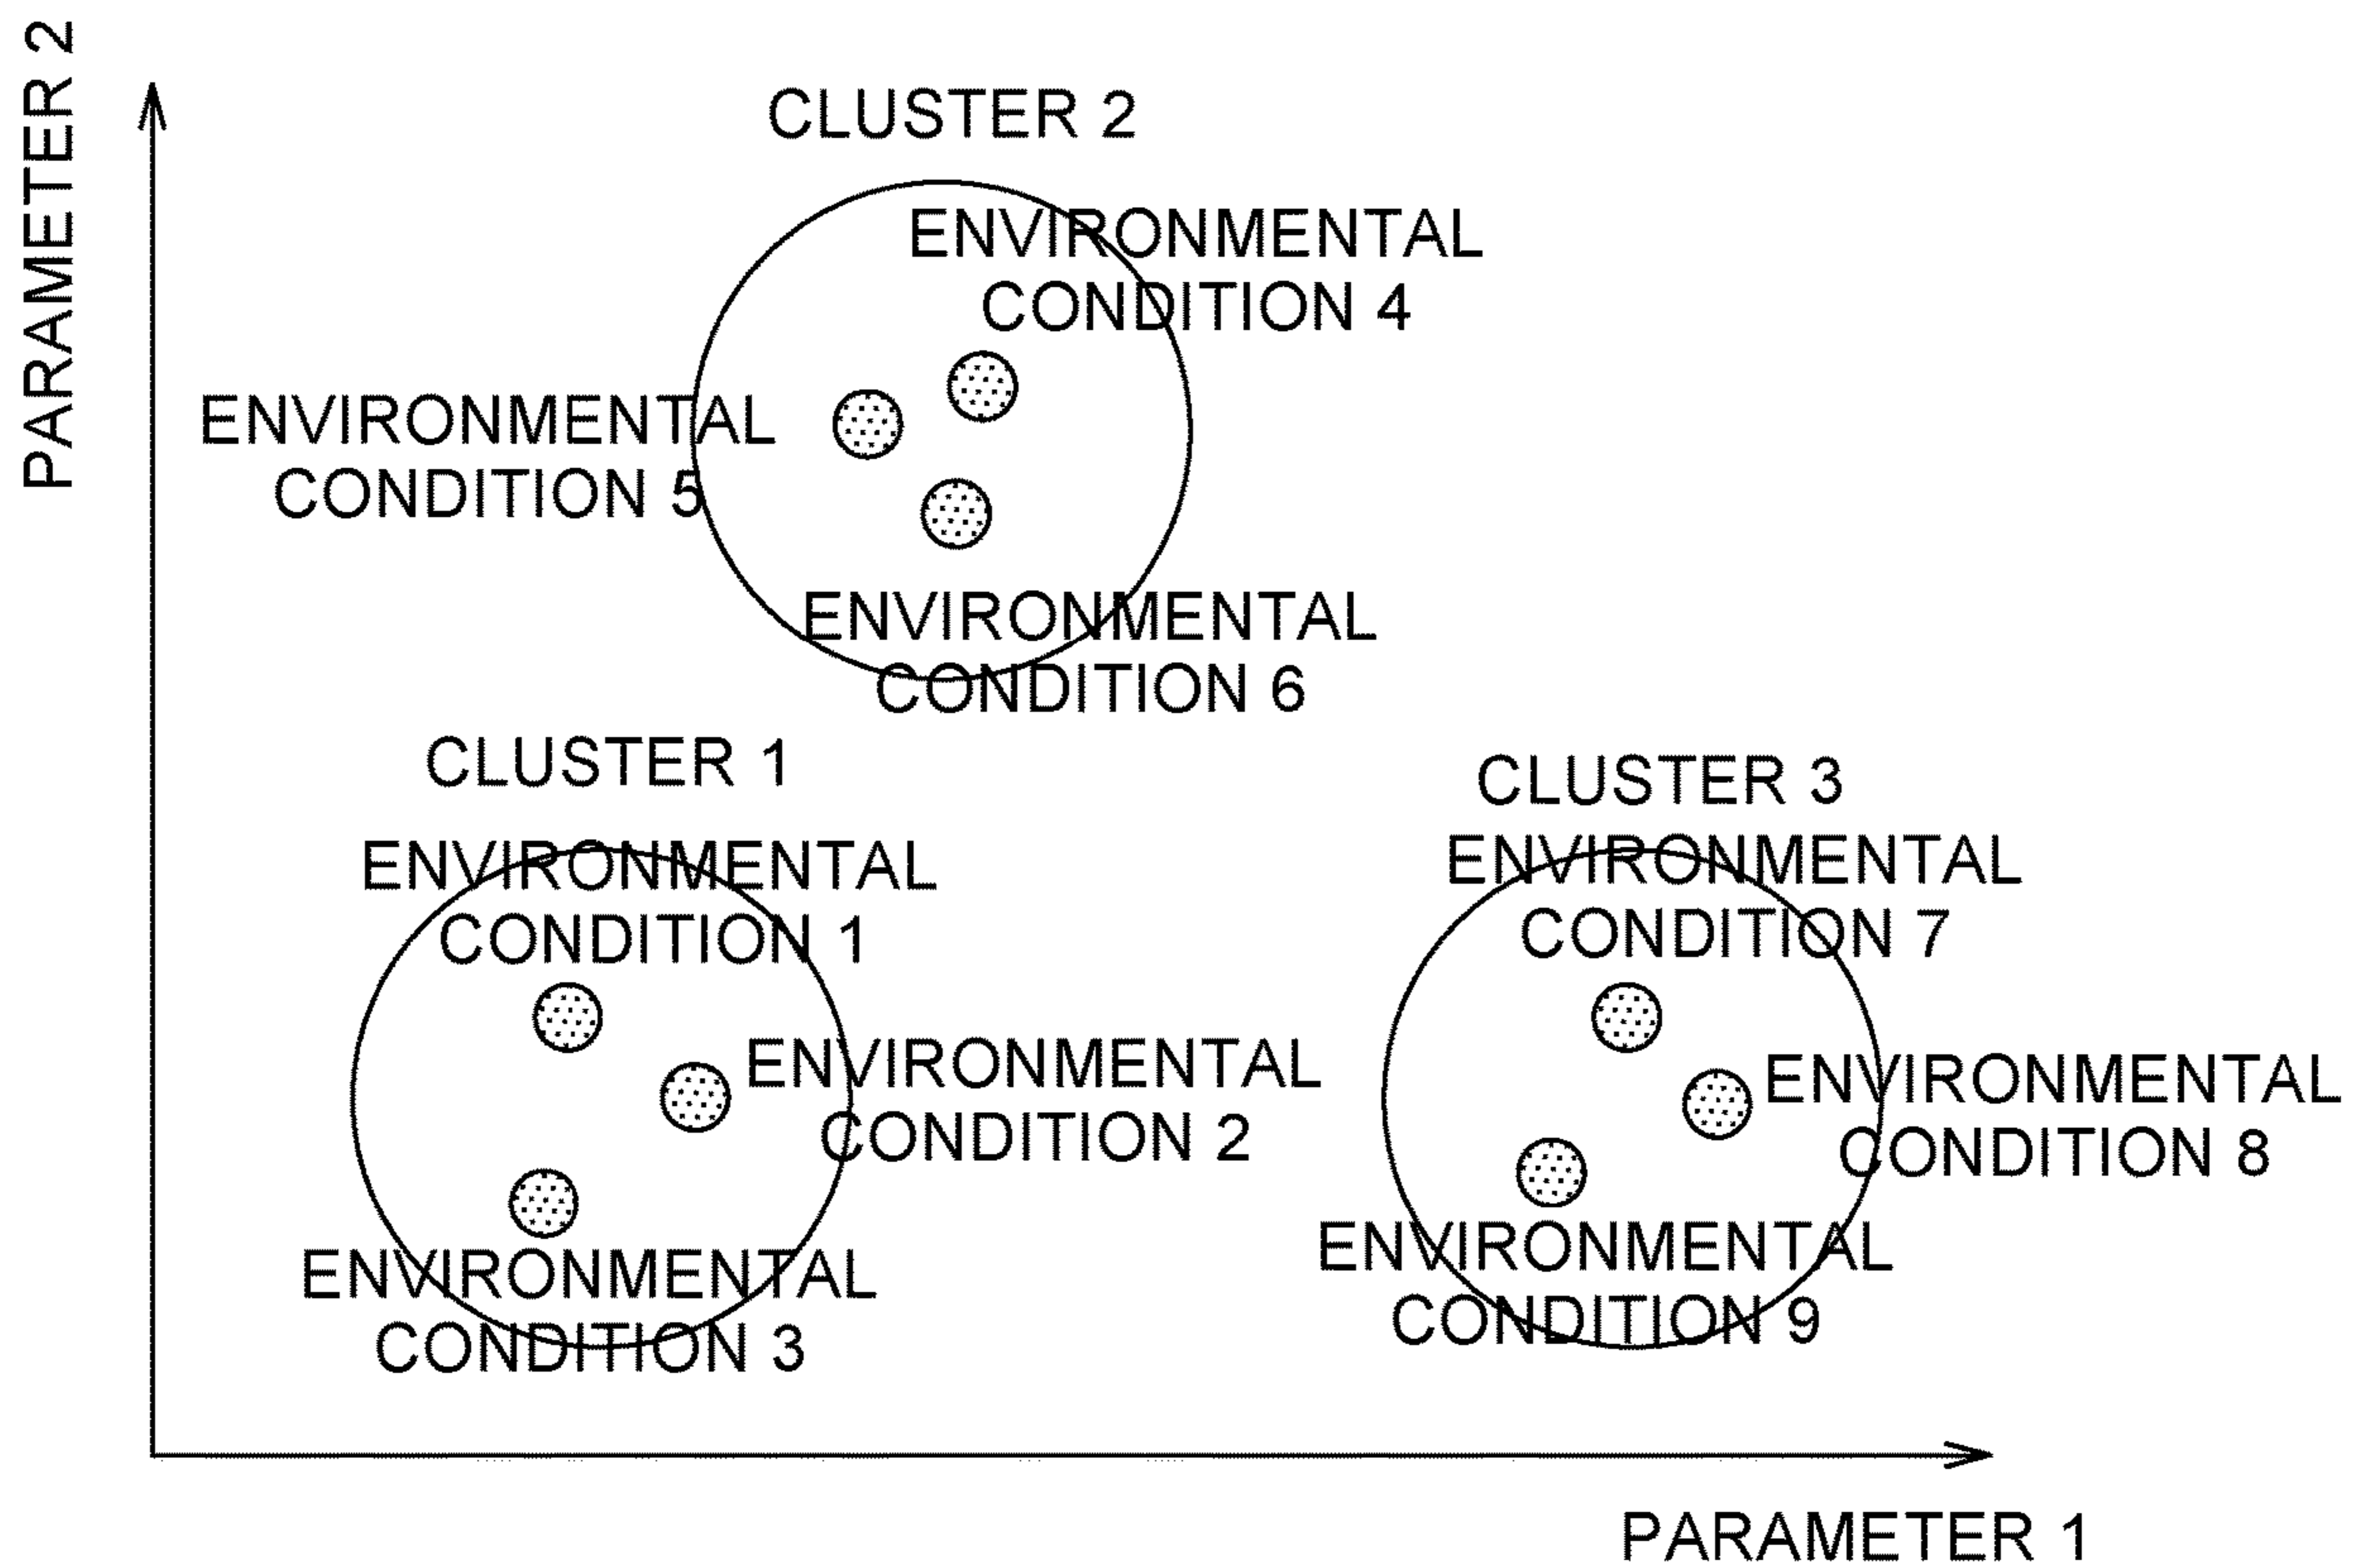 PARAMETER 2
CLUSTER 2
ENVIRONMENTAL
CONDITION 4
ENVIRONMENTAL
CONDITION 5
ENVIRONMENTAL
CONDITION 6
CLUSTER 1
ENVIRONMENTAL
CONDITION 1
ENVIRONMENTAL
CONDITION 2
ENVIRONMENTAL
CONDITION 3
CLUSTER 3
ENVIRONMENTAL
CONDITION 7
ENVIRONMENTAL
CONDITION 8
ENVIRONMENTAL
CONDITION 9
PARAMETER 1